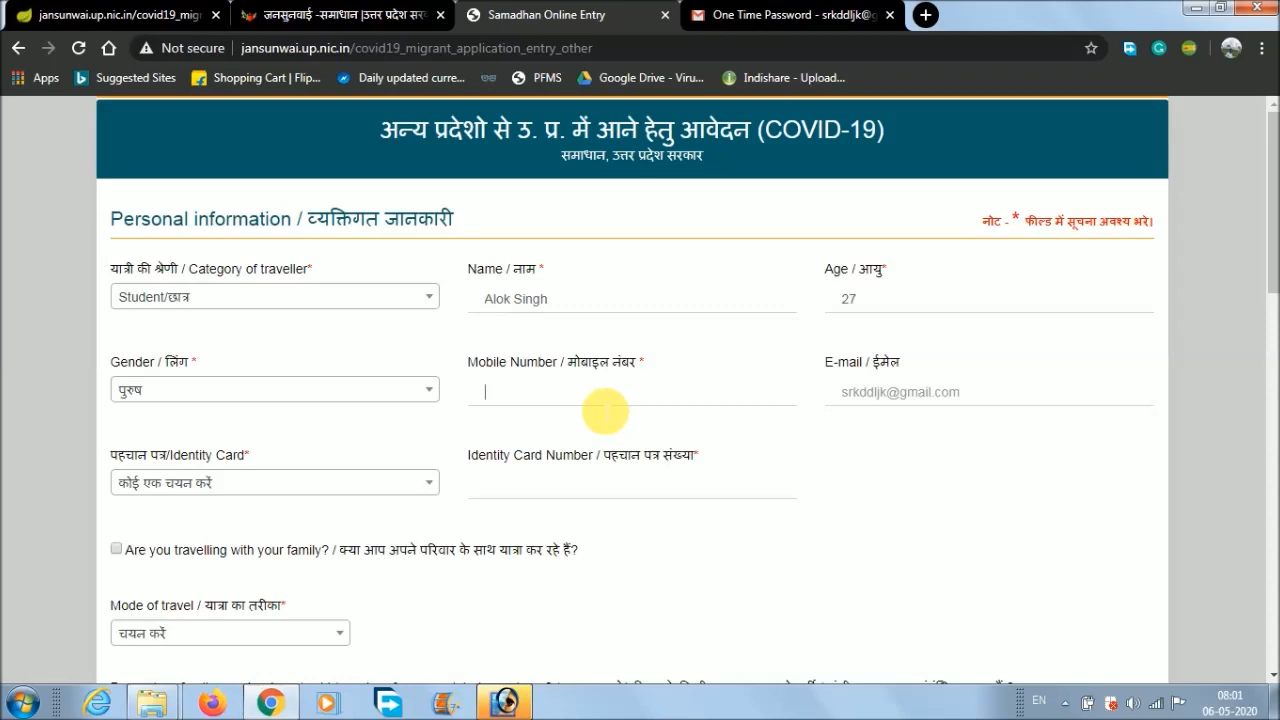 jansunwai.up.nic.in/covid19_migr
जनसुनवाई -समाधान |उत्तर प्रदेश सरका
Samadhan Online Entry
One Time Password - srkddljk@g
Not secure
jansunwai.up.nic.in/covid19_migrant_application_entry_other
Apps
Suggested Sites
Shopping Cart | Flip...
Daily updated curre...
PFMS
Google Drive - Viru...
Indishare - Upload...
अन्य प्रदेशो से उ. प्र. में आने हेतु आवेदन (COVID-19)
समाधान, उत्तर प्रदेश सरकार
Personal information / व्यक्तिगत जानकारी
नोट - * फील्ड में सूचना अवश्य भरे।
यात्री की श्रेणी / Category of traveller*
Name / नाम *
Age / आयु*
Student/छात्र
Alok Singh
27
Gender / लिंग *
Mobile Number / मोबाइल नंबर *
E-mail / ईमेल
पुरुष
srkddljk@gmail.com
पहचान पत्र/Identity Card*
Identity Card Number / पहचान पत्र संख्या*
कोई एक चयन करें
Are you travelling with your family? / क्या आप अपने परिवार के साथ यात्रा कर रहे हैं?
Mode of travel / यात्रा का तरीका*
चयन करें
EN
08:01
06-05-2020